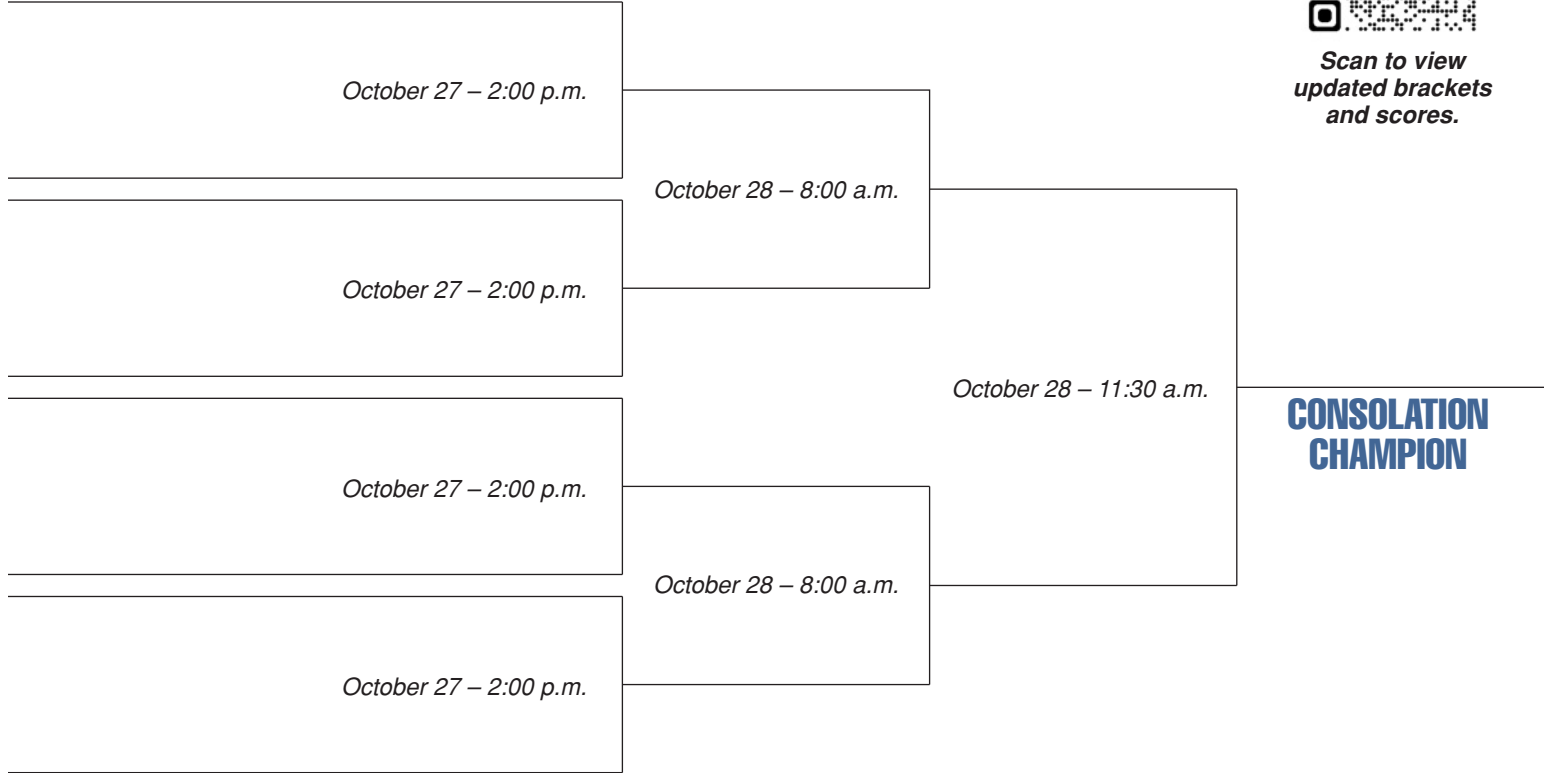 Scan to view
updated brackets
and scores.
October 27 – 2:00 p.m.
October 28 – 8:00 a.m.
October 27 – 2:00 p.m.
October 28 – 11:30 a.m.
CONSOLATION
CHAMPION
October 27 – 2:00 p.m.
October 28 – 8:00 a.m.
October 27 – 2:00 p.m.